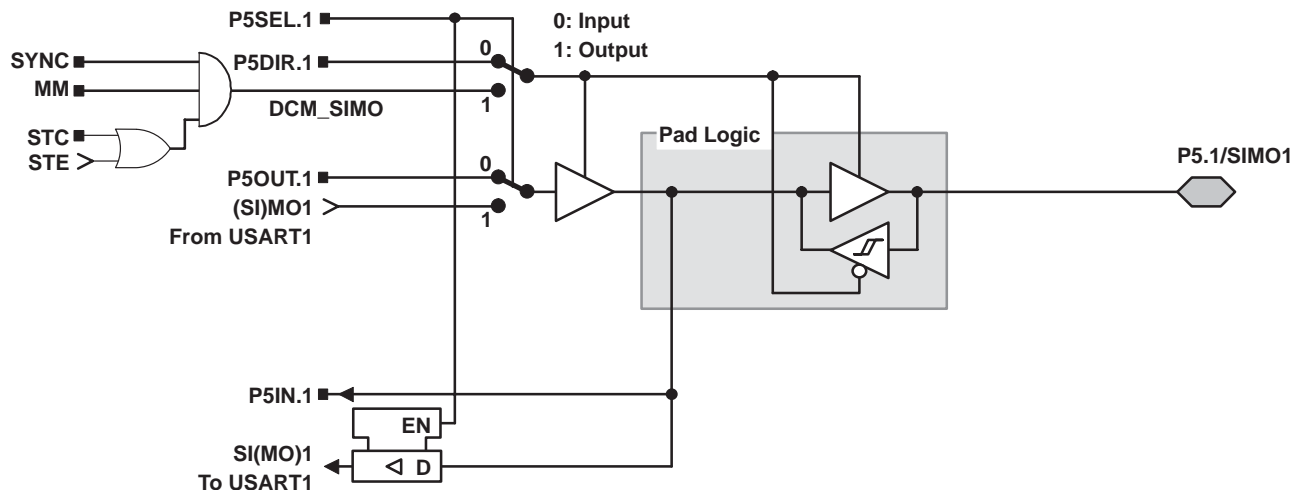 P5SEL.1
0: Input
1: Output
SYNC
P5DIR.1
0
MM
DCM_SIMO
1
STC
STE
Pad Logic
P5.1/SIMO1
P5OUT.1
0
(SI)MO1
1
From USART1
P5IN.1
EN
SI(MO)1
D
To USART1